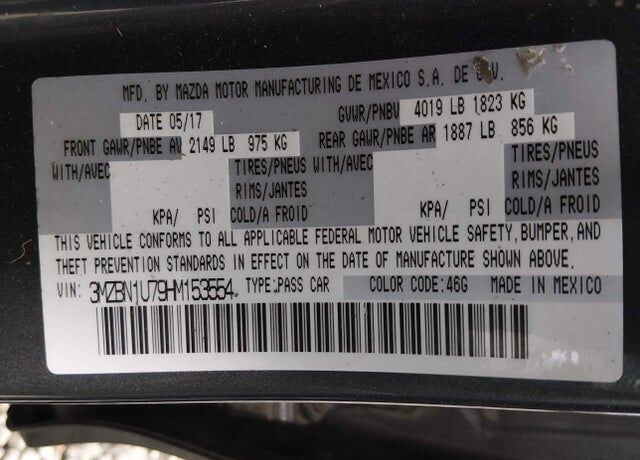 MFD. BY MAZDA MOTOR MANUFACTURING DE MEXICO S.A. DE V.
DATE 05/17 GVWR/PNBV 4019 LB 1823 KG
FRONT GAWR/PNBE AV 2149 LB 975 KG REAR GAWR/PNBE AR 1887 LB 856 KG
WITH/AVEC TIRES/PNEUS WITH/AVEC TIRES/PNEUS
RIMS/JANTES RIMS/JANTES
KPA/ PSI COLD/A FROID KPA/ PSI COLD/A FROID
THIS VEHICLE CONFORMS TO ALL APPLICABLE FEDERAL MOTOR VEHICLE SAFETY, BUMPER, AND
THEFT PREVENTION STANDARDS IN EFFECT ON THE DATE OF MANUFACTURE SHOWN ABOVE.
VIN: 3MZBN1U79HM153554 TYPE:PASS CAR COLOR CODE:46G MADE IN MEXICO